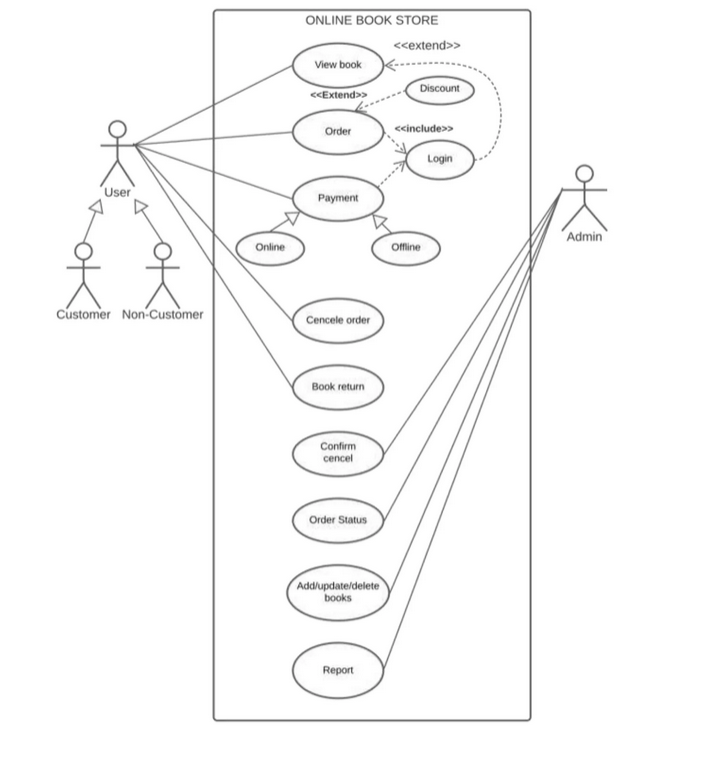 ONLINE BOOK STORE
<<extend>>
View book
Discount
<<Extend>>
Order
<<include>>
Login
User
Payment
Admin
Online
Offline
Customer
Non-Customer
Cencele order
Book return
Confirm
cencel
Order Status
Add/update/delete
books
Report